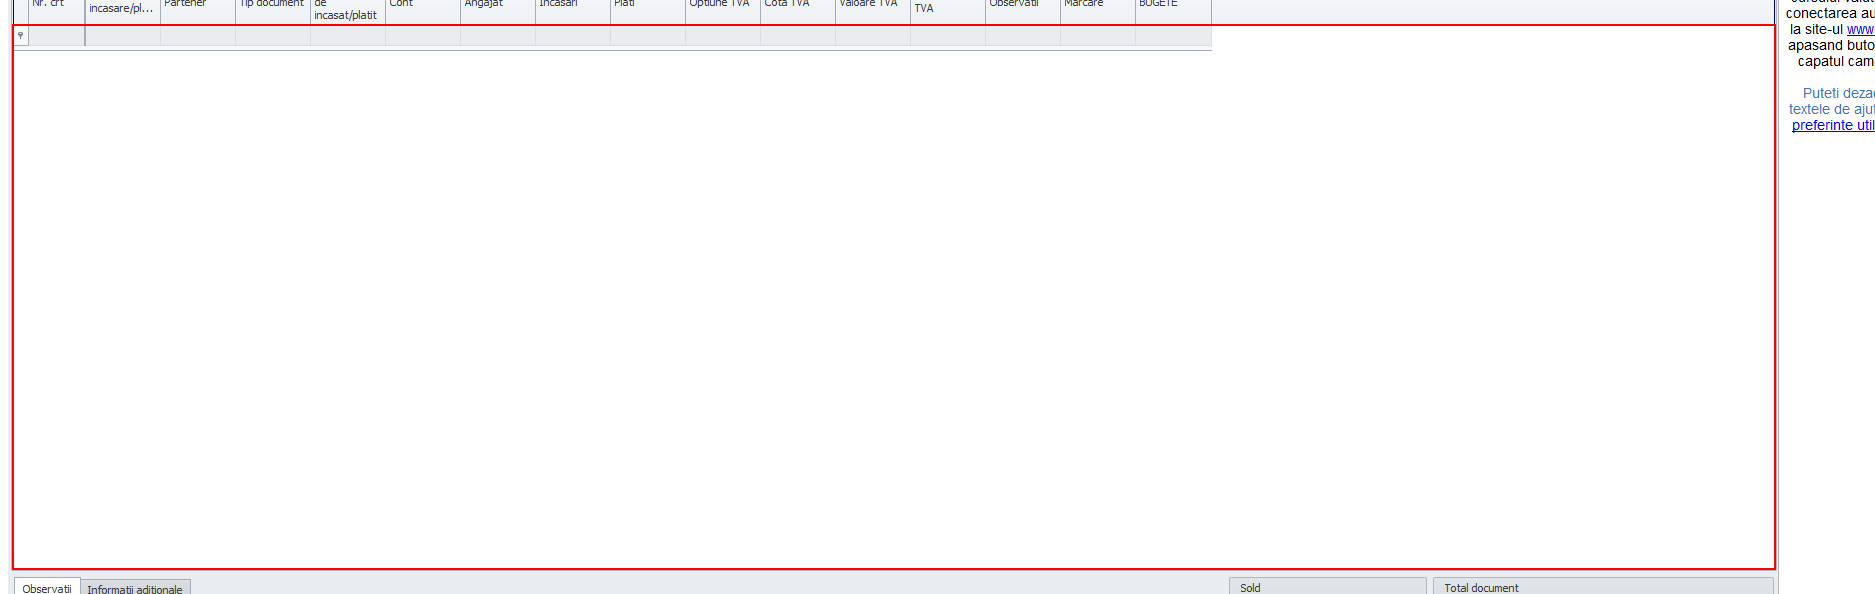 Nr. crt
incasare/pl...
Partener
Tip document
de
incasat/platit
Cont
Angajat
Incasari
Plati
Optiune TVA
Cota TVA
Valoare TVA
TVA
Observatii
Marcare
BUGETE
conectarea au
la site-ul www
apasand buto
capatul cam
Puteti deza
textele de aju
preferinte util
Observatii
Informatii aditionale
Sold
Total document